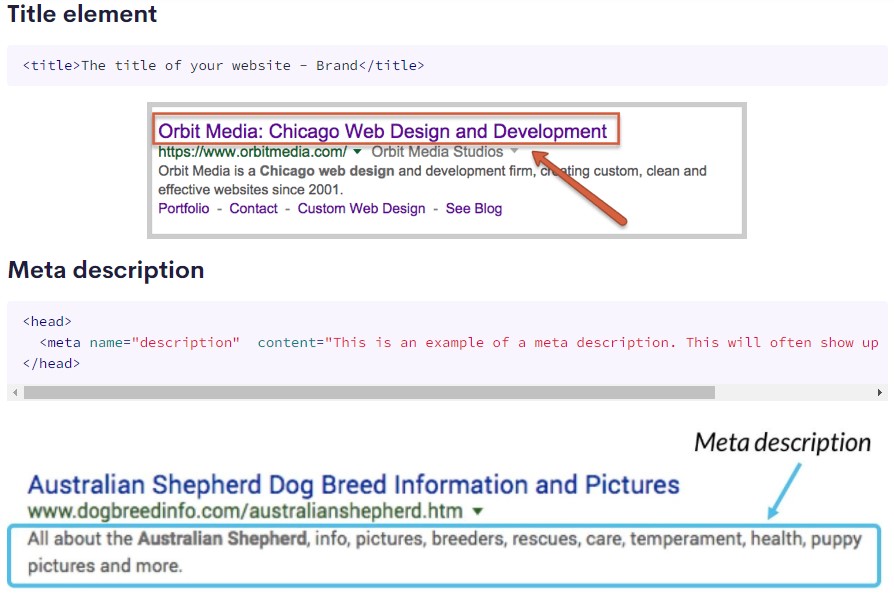 Title element
<title>The title of your website - Brand</title>
Orbit Media: Chicago Web Design and Development
https://www.orbitmedia.com/ Orbit Media Studios
Orbit Media is a Chicago web design and development firm, creating custom, clean and
effective websites since 2001.
Portfolio - Contact - Custom Web Design - See Blog
Meta description
<head>
<meta name="description" content="This is an example of a meta description. This will often show up
</head>
Meta description
Australian Shepherd Dog Breed Information and Pictures
www.dogbreedinfo.com/australianshepherd.htm
All about the Australian Shepherd, info, pictures, breeders, rescues, care, temperament, health, puppy
pictures and more.